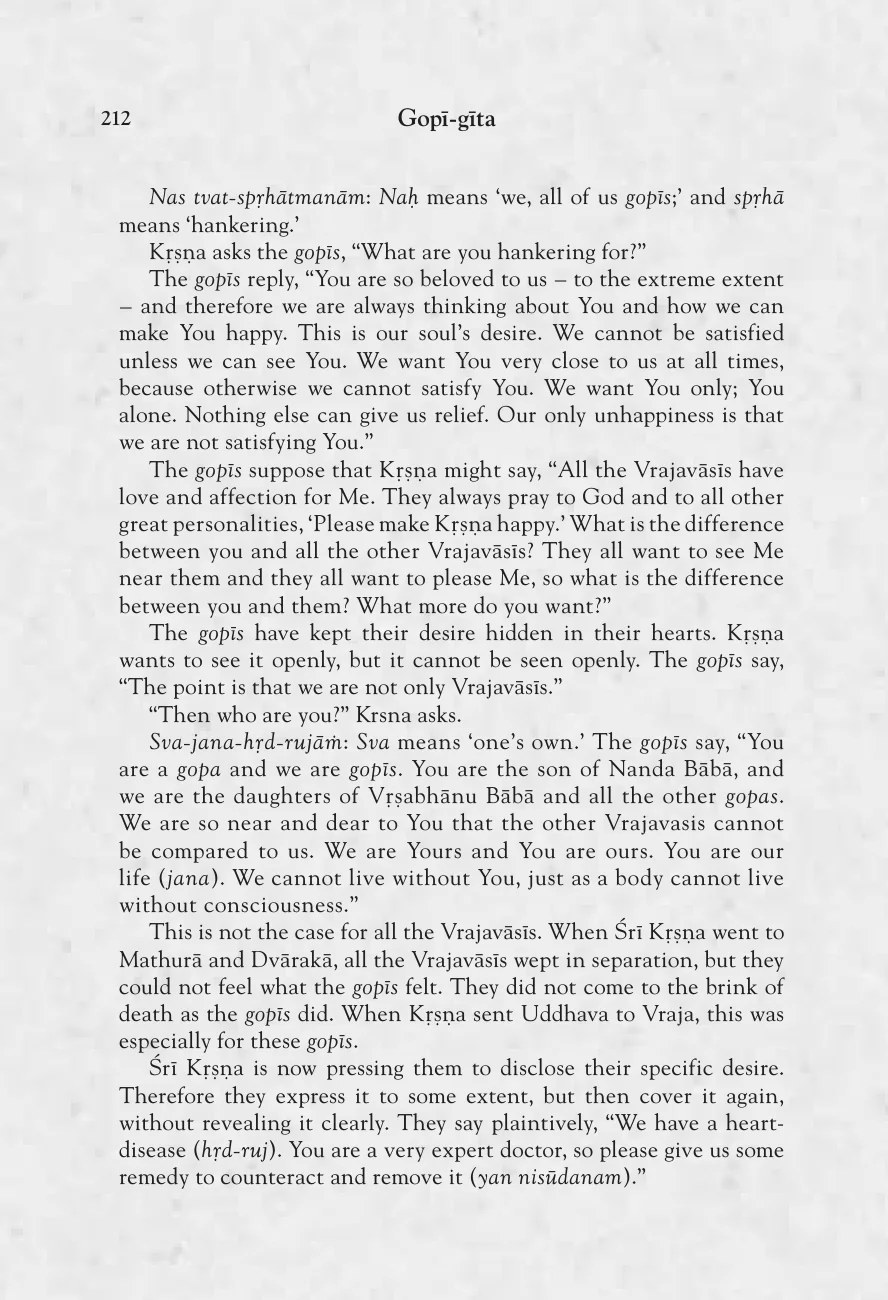 212
Gopī-gīta
Nas tvat-spṛhātmanām: Naḥ means ‘we, all of us gopīs;’ and spṛhā
means ‘hankering.’
Kṛṣṇa asks the gopīs, “What are you hankering for?”
The gopīs reply, “You are so beloved to us – to the extreme extent
– and therefore we are always thinking about You and how we can
make You happy. This is our soul’s desire. We cannot be satisfied
unless we can see You. We want You very close to us at all times,
because otherwise we cannot satisfy You. We want You only; You
alone. Nothing else can give us relief. Our only unhappiness is that
we are not satisfying You.”
The gopīs suppose that Kṛṣṇa might say, “All the Vrajavāsīs have
love and affection for Me. They always pray to God and to all other
great personalities, ‘Please make Kṛṣṇa happy.’ What is the difference
between you and all the other Vrajavāsīs? They all want to see Me
near them and they all want to please Me, so what is the difference
between you and them? What more do you want?”
The gopīs have kept their desire hidden in their hearts. Kṛṣṇa
wants to see it openly, but it cannot be seen openly. The gopīs say,
“The point is that we are not only Vrajavāsīs.”
“Then who are you?” Krsna asks.
Sva-jana-hṛd-rujāṁ: Sva means ‘one’s own.’ The gopīs say, “You
are a gopa and we are gopīs. You are the son of Nanda Bābā, and
we are the daughters of Vṛṣabhānu Bābā and all the other gopas.
We are so near and dear to You that the other Vrajavasis cannot
be compared to us. We are Yours and You are ours. You are our
life (jana). We cannot live without You, just as a body cannot live
without consciousness.”
This is not the case for all the Vrajavāsīs. When Śrī Kṛṣṇa went to
Mathurā and Dvārakā, all the Vrajavāsīs wept in separation, but they
could not feel what the gopīs felt. They did not come to the brink of
death as the gopīs did. When Kṛṣṇa sent Uddhava to Vraja, this was
especially for these gopīs.
Śrī Kṛṣṇa is now pressing them to disclose their specific desire.
Therefore they express it to some extent, but then cover it again,
without revealing it clearly. They say plaintively, “We have a heart-
disease (hṛd-ruj). You are a very expert doctor, so please give us some
remedy to counteract and remove it (yan nisūdanam).”